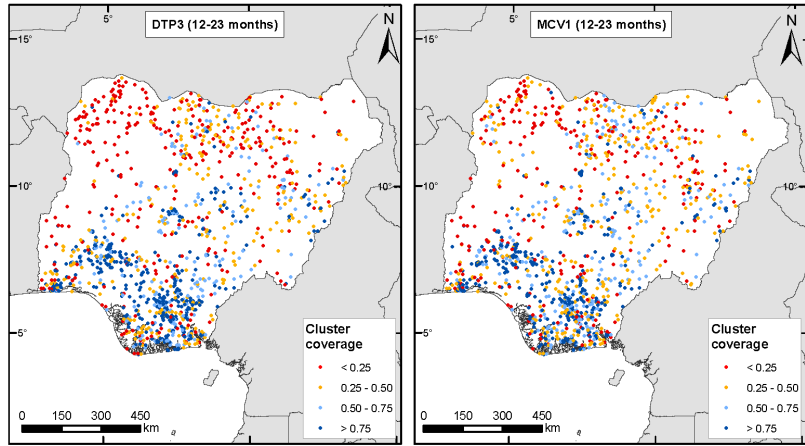 5°
DTP3 (12-23 months)
N
15°
10°
10°
5°
Cluster
coverage
< 0.25
0.25 - 0.50
0.50 - 0.75
> 0.75
0 150 300 450
km
5°
MCV1 (12-23 months)
N
15°
10°
10°
5°
Cluster
coverage
< 0.25
0.25 - 0.50
0.50 - 0.75
> 0.75
0 150 300 450
km